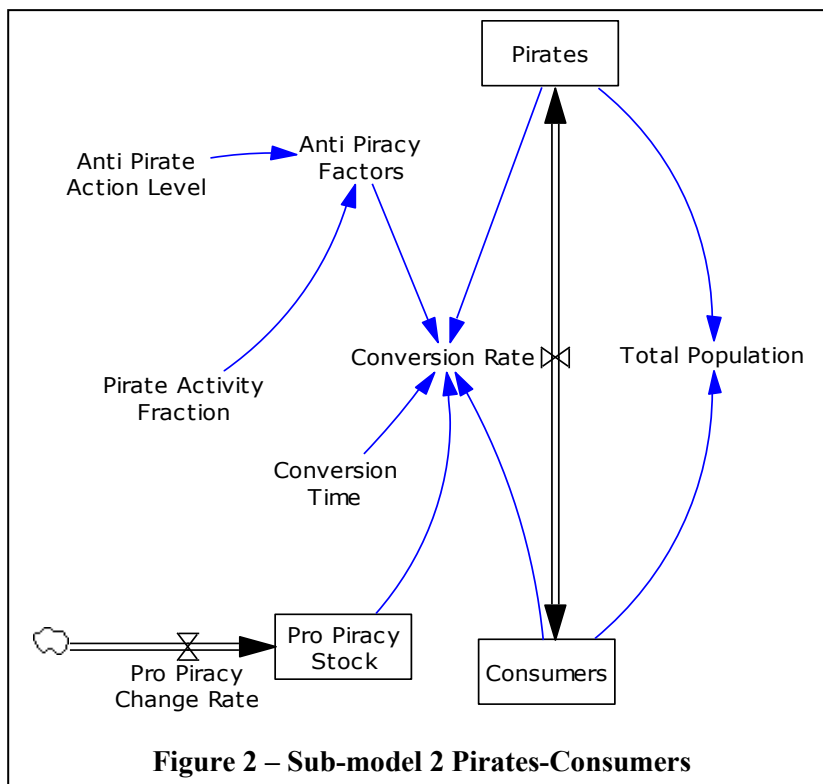 Pirates
Anti Piracy
Factors
Anti Pirate
Action Level
Conversion Rate
Total Population
Pirate Activity
Fraction
Conversion
Time
Pro Piracy
Stock
Pro Piracy
Change Rate
Consumers
Figure 2 – Sub-model 2 Pirates-Consumers